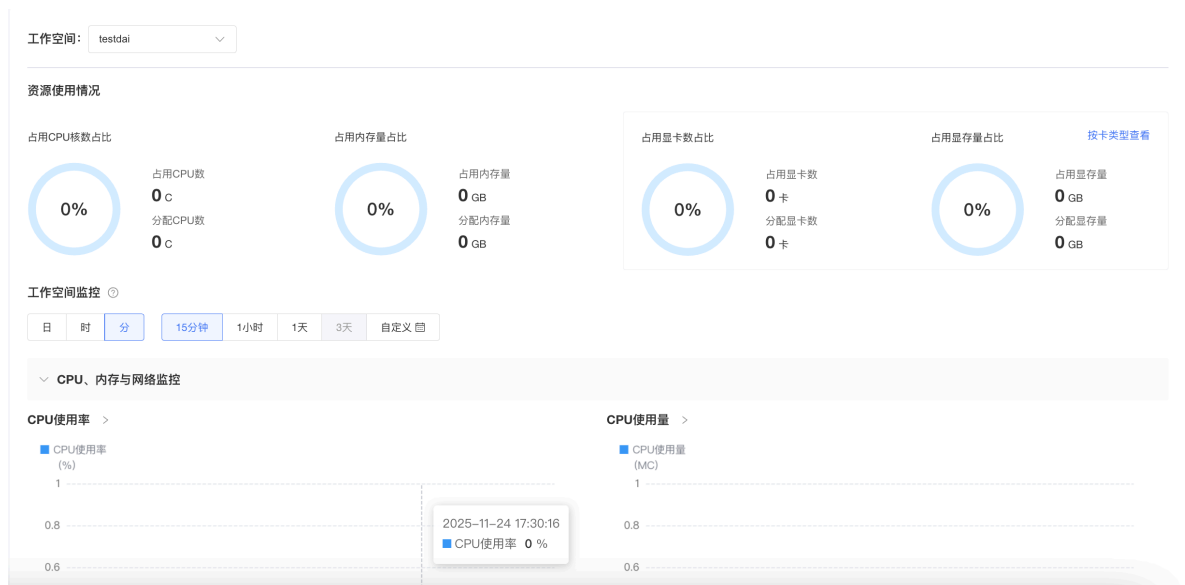 工作空间： testdai
资源使用情况
占用CPU核数占比
0%
占用CPU数
0 C
分配CPU数
0 C
占用内存量占比
0%
占用内存量
0 GB
分配内存量
0 GB
占用显卡数占比
0%
占用显卡数
0 卡
分配显卡数
0 卡
占用显存量占比
按卡类型查看
0%
占用显存量
0 GB
分配显存量
0 GB
工作空间监控
日 时 分 15分钟 1小时 1天 3天 自定义
CPU、内存与网络监控
CPU使用率
CPU使用率
(%)
1
0.8
0.6
2025-11-24 17:30:16
CPU使用率 0 %
CPU使用量
CPU使用量
(MC)
1
0.8
0.6